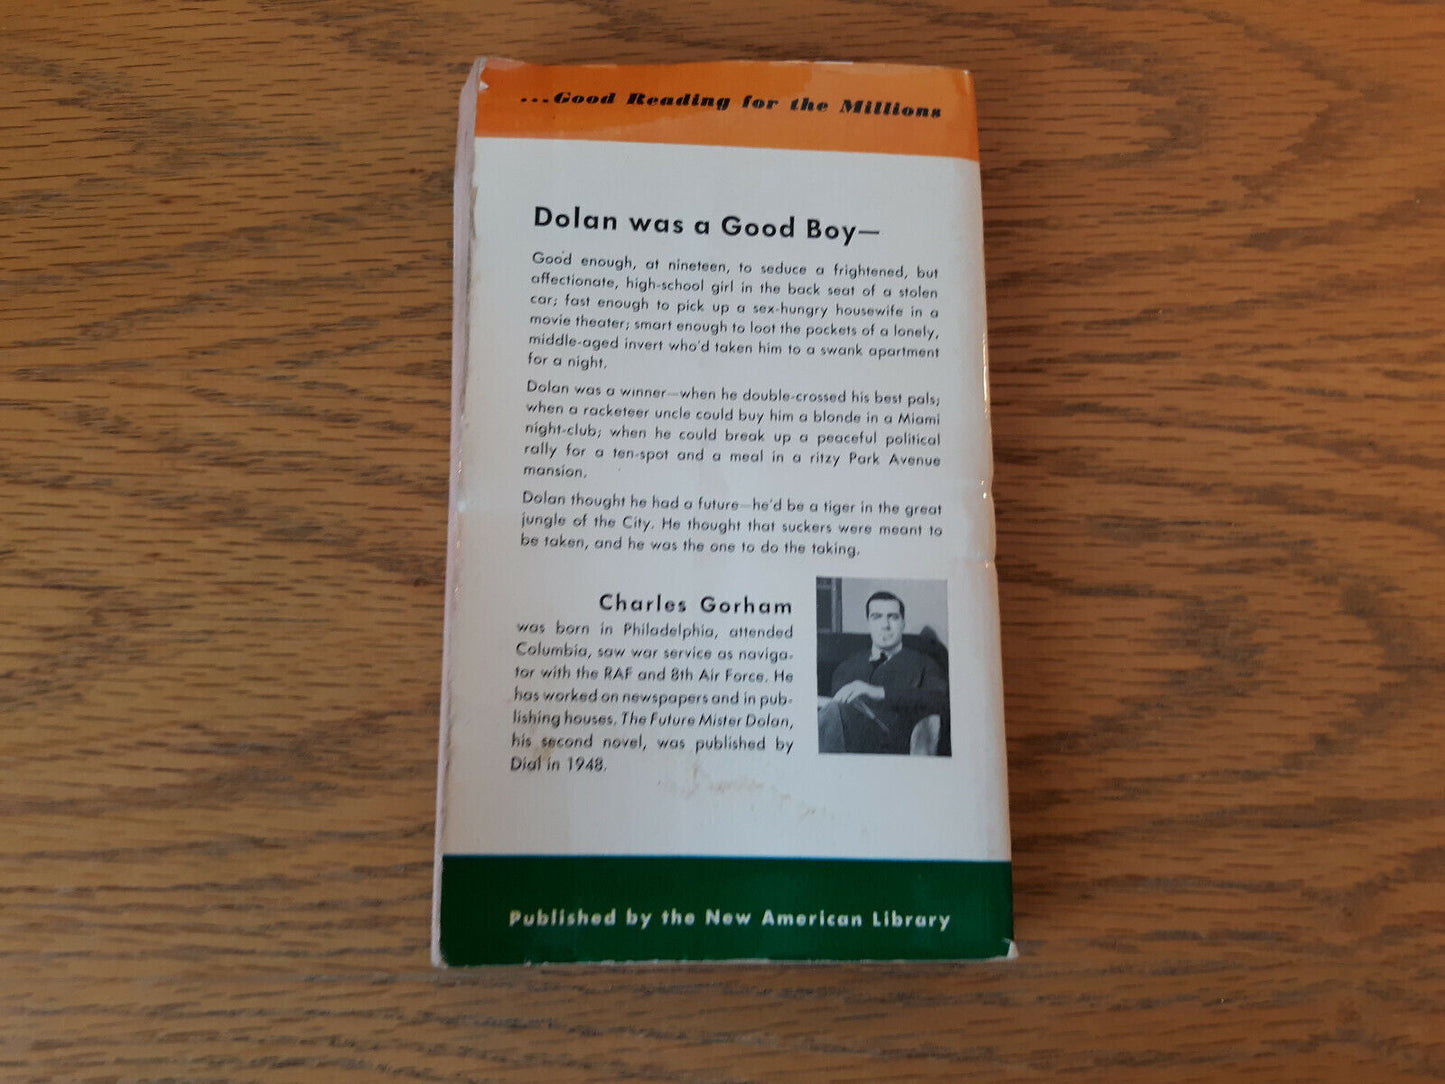 ...Good Reading for the Millions
Dolan was a Good Boy—
Good enough, at nineteen, to seduce a frightened, but
affectionate, high-school girl in the back seat of a stolen
car; fast enough to pick up a sex-hungry housewife in a
movie theater; smart enough to loot the pockets of a lonely,
middle-aged invert who'd taken him to a swank apartment
for a night.
Dolan was a winner—when he double-crossed his best pals;
when a racketeer uncle could buy him a blonde in a Miami
night-club; when he could break up a peaceful political
rally for a ten-spot and a meal in a ritzy Park Avenue
mansion.
Dolan thought he had a future—he'd be a tiger in the great
jungle of the City. He thought that suckers were meant to
be taken, and he was the one to do the taking.
Charles Gorham
was born in Philadelphia, attended
Columbia, saw war service as naviga-
tor with the RAF and 8th Air Force. He
has worked on newspapers and in pub-
lishing houses. The Future Mister Dolan,
his second novel, was published by
Dial in 1948.
Published by the New American Library